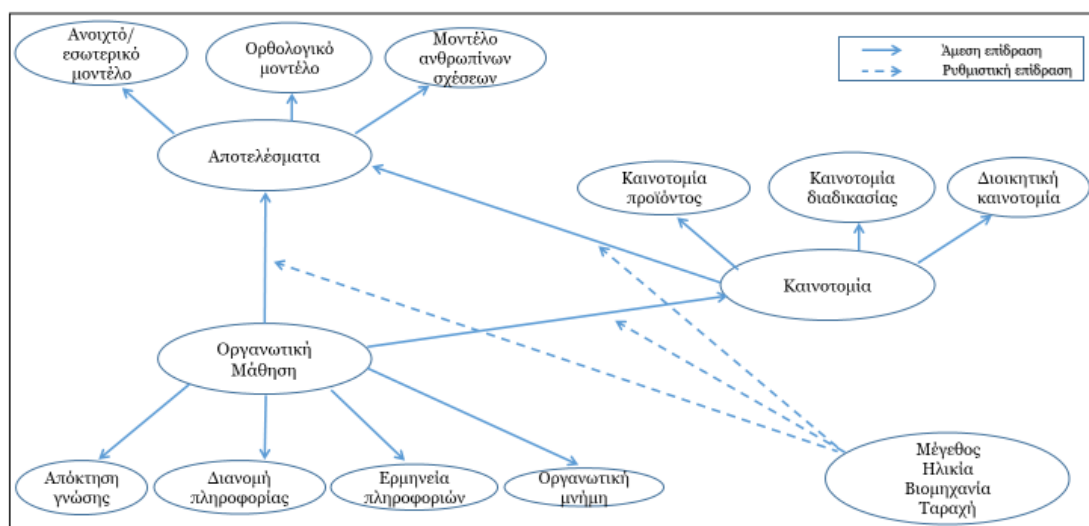 Ανοιχτό/
εσωτερικό
μοντέλο
Ορθολογικό
μοντέλο
Μοντέλο
ανθρωπίνων
σχέσεων
Άμεση επίδραση
Ρυθμιστική επίδραση
Αποτελέσματα
Καινοτομία
προϊόντος
Καινοτομία
διαδικασίας
Διοικητική
καινοτομία
Καινοτομία
Οργανωτική
Μάθηση
Απόκτηση
γνώσης
Διανομή
πληροφορίας
Ερμηνεία
πληροφοριών
Οργανωτική
μνήμη
Μέγεθος
Ηλικία
Βιομηχανία
Ταραχή